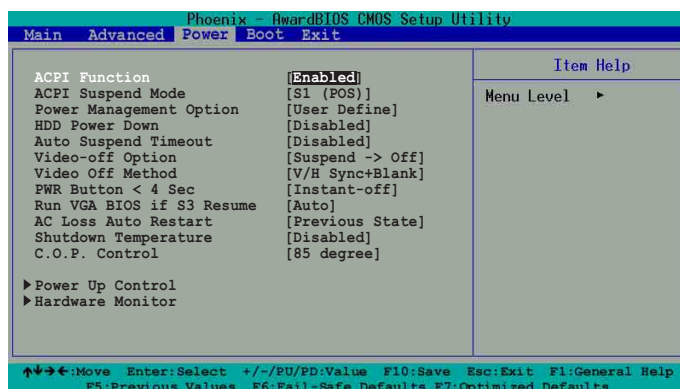 Phoenix - AwardBIOS CMOS Setup Utility
Main Advanced Power Boot Exit
Item Help
ACPI Function [Enabled]
ACPI Suspend Mode [S1 (POS)]
Menu Level ▶
Power Management Option [User Define]
HDD Power Down [Disabled]
Auto Suspend Timeout [Disabled]
Video-off Option [Suspend -> Off]
Video Off Method [V/H Sync+Blank]
PWR Button < 4 Sec [Instant-off]
Run VGA BIOS if S3 Resume [Auto]
AC Loss Auto Restart [Previous State]
Shutdown Temperature [Disabled]
C.O.P. Control [85 degree]
▶Power Up Control
▶Hardware Monitor
↑↓→←:Move Enter:Select +/-/PU/PD:Value F10:Save Esc:Exit F1:General Help
F5:Previous Values F6:Fail-Safe Defaults F7:Optimized Defaults